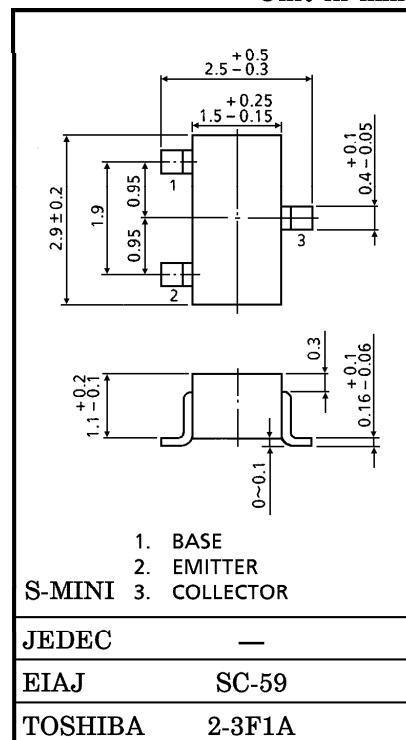 +0.5
2.5 −0.3
+0.25
1.5 −0.15
2.9 ± 0.2
1.9
0.95
0.95
1
2
3
+0.1
0.4 −0.05
+0.2
1.1 −0.1
0.3
+0.1
0.16 −0.06
0~0.1
1. BASE
2. EMITTER
S-MINI 3. COLLECTOR
JEDEC —
EIAJ SC-59
TOSHIBA 2-3F1A